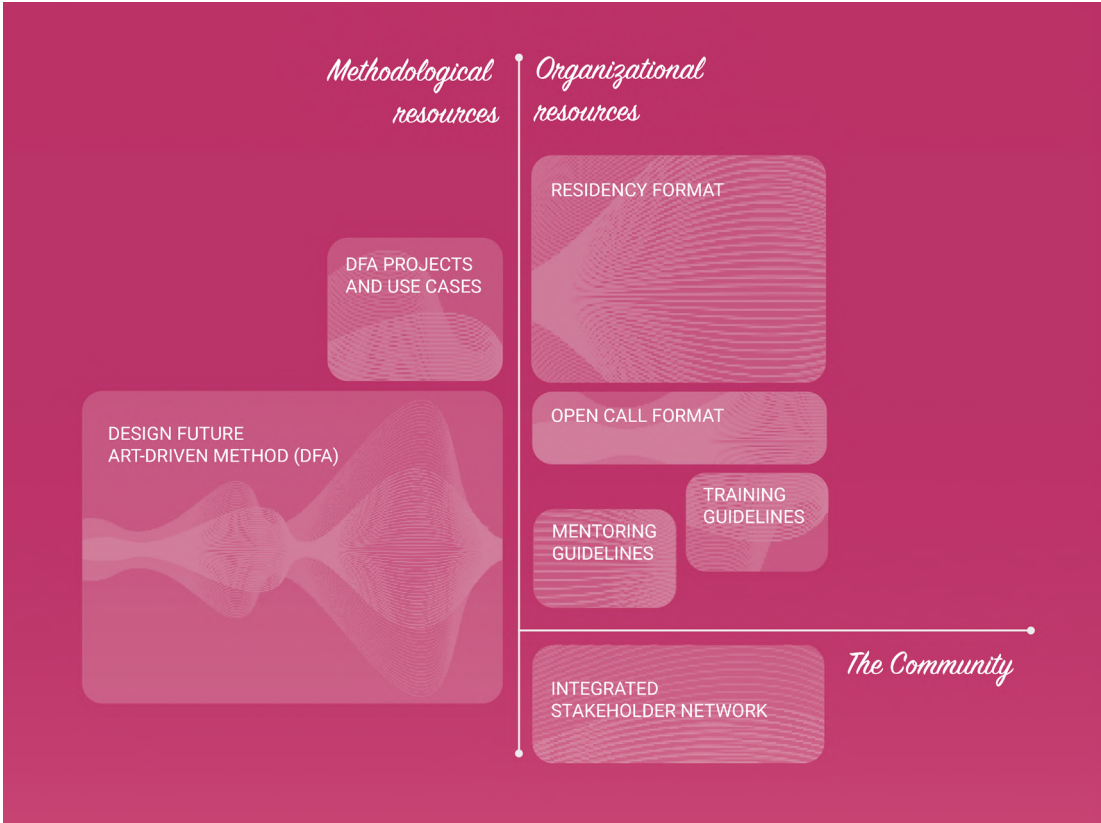 Methodological
resources
Organizational
resources
RESIDENCY FORMAT
DFA PROJECTS
AND USE CASES
DESIGN FUTURE
ART-DRIVEN METHOD (DFA)
OPEN CALL FORMAT
TRAINING
GUIDELINES
MENTORING
GUIDELINES
The Community
INTEGRATED
STAKEHOLDER NETWORK